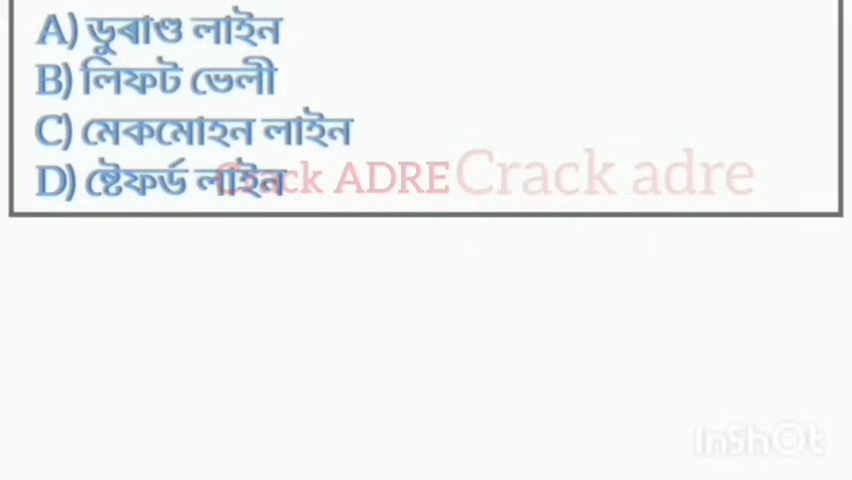 A) ডুৰাণ্ড লাইন
B) লিফট ভেলী
C) মেকমোহন লাইন
D) ষ্টেফৰ্ড লাইন
Crack ADRE Crack adre
InShOt